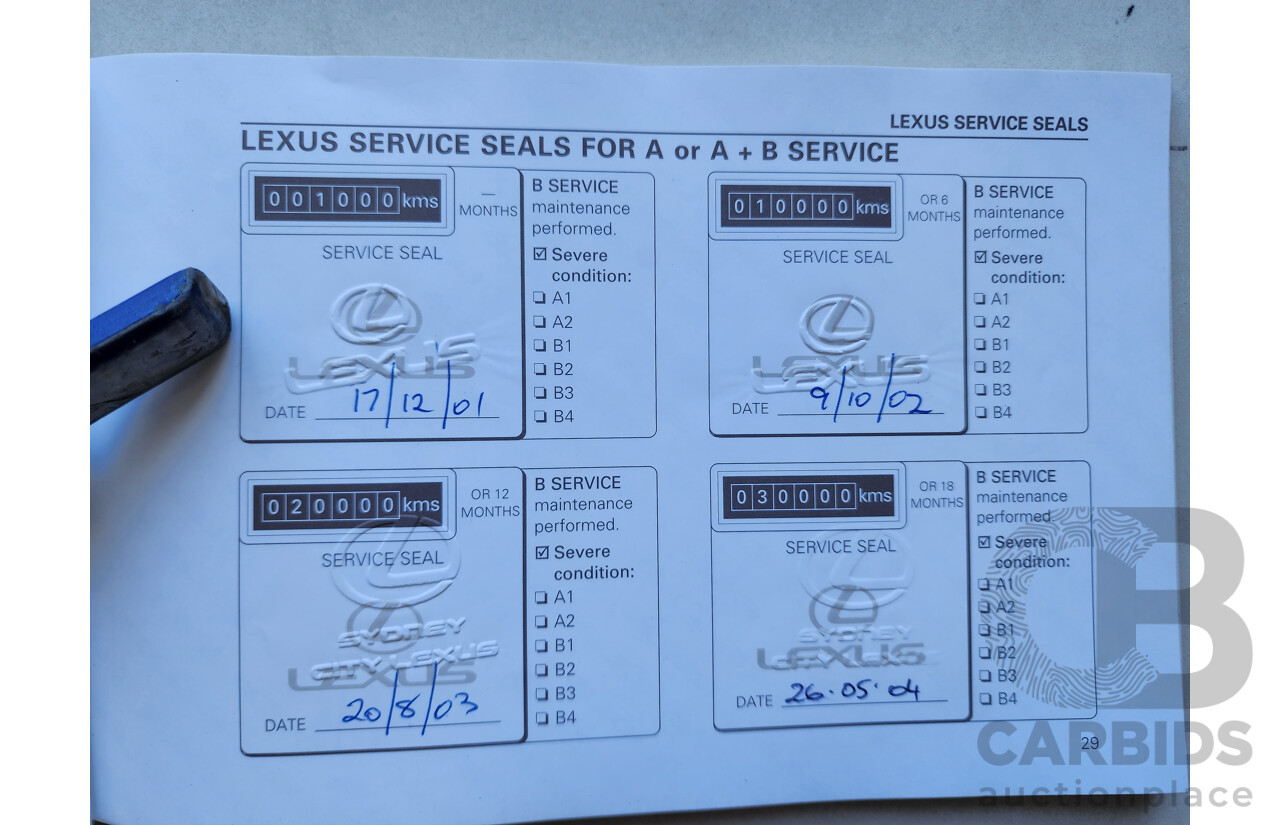 LEXUS SERVICE SEALS
LEXUS SERVICE SEALS FOR A or A + B SERVICE
001000 kms
— MONTHS
SERVICE SEAL
LEXUS
DATE 17/12/01
B SERVICE
maintenance
performed.
☑ Severe
condition:
❏ A1
❏ A2
❏ B1
❏ B2
❏ B3
❏ B4
010000 kms
OR 6
MONTHS
SERVICE SEAL
LEXUS
DATE 9/10/02
B SERVICE
maintenance
performed.
☑ Severe
condition:
❏ A1
❏ A2
❏ B1
❏ B2
❏ B3
❏ B4
020000 kms
OR 12
MONTHS
SERVICE SEAL
SYDNEY
CITY LEXUS
LEXUS
DATE 20/8/03
B SERVICE
maintenance
performed.
☑ Severe
condition:
❏ A1
❏ A2
❏ B1
❏ B2
❏ B3
❏ B4
030000 kms
OR 18
MONTHS
SERVICE SEAL
SYDNEY
CITY LEXUS
LEXUS
DATE 26.05.04
B SERVICE
maintenance
performed.
☑ Severe
condition:
❏ A1
❏ A2
❏ B1
❏ B2
❏ B3
❏ B4
29
CB
CARBIDS
auctionplace